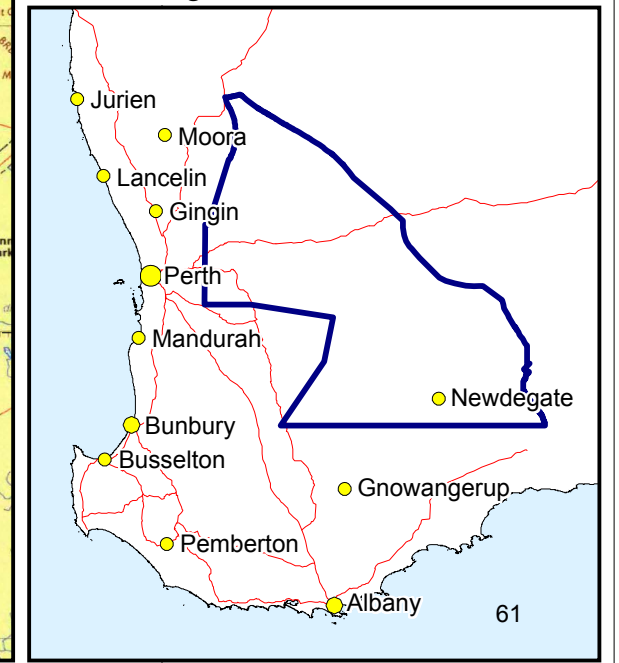 Jurien
Moora
Lancelin
Gingin
Perth
Mandurah
Newdegate
Bunbury
Busselton
Gnowangerup
Pemberton
Albany
61